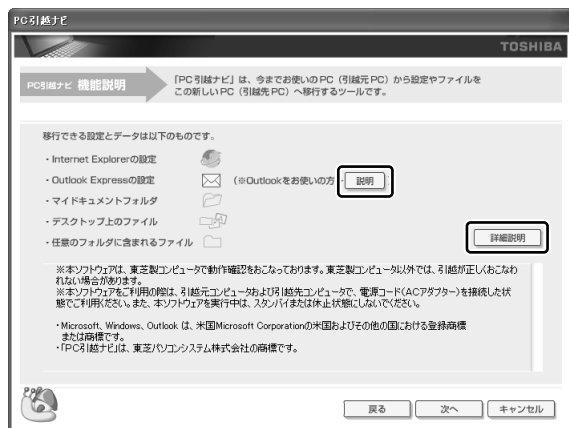 PC引越ナビ
TOSHIBA
PC引越ナビ 機能説明
「PC引越ナビ」は、今までお使いのPC（引越元PC）から設定やファイルを
この新しいPC（引越先PC）へ移行するツールです。
移行できる設定とデータは以下のものです。
・Internet Explorerの設定
・Outlook Expressの設定 （※Outlookをお使いの方・ 説明
・マイドキュメントフォルダ
・デスクトップ上のファイル
・任意のフォルダに含まれるファイル
詳細説明
※本ソフトウェアは、東芝製コンピュータで動作確認をおこなっております。東芝製コンピュータ以外では、引越が正しくおこなわ
れない場合があります。
※本ソフトウェアをご利用の際は、引越元コンピュータおよび引越先コンピュータで、電源コード(ACアダプター)を接続した状
態でご利用ください。また、本ソフトウェアを実行中は、スタンバイまたは休止状態にしないでください。
・Microsoft、Windows、Outlook は、米国Microsoft Corporationの米国およびその他の国における登録商標
または商標です。
・「PC引越ナビ」は、東芝パソコンシステム株式会社の商標です。
戻る 次へ キャンセル